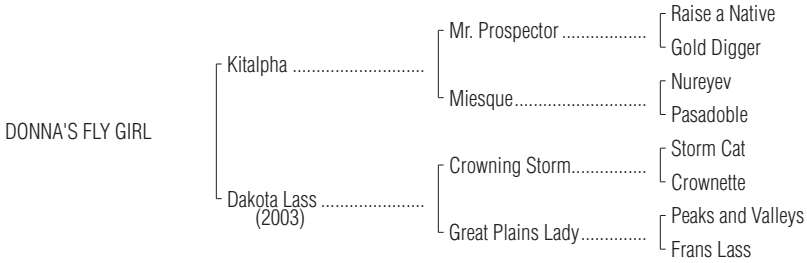 Raise a Native
Mr. Prospector ..................
Gold Digger
Kitalpha ............................
Nureyev
Miesque............................
Pasadoble
DONNA'S FLY GIRL
Storm Cat
Crowning Storm................
Crownette
Dakota Lass ......................
(2003)
Peaks and Valleys
Great Plains Lady..............
Frans Lass